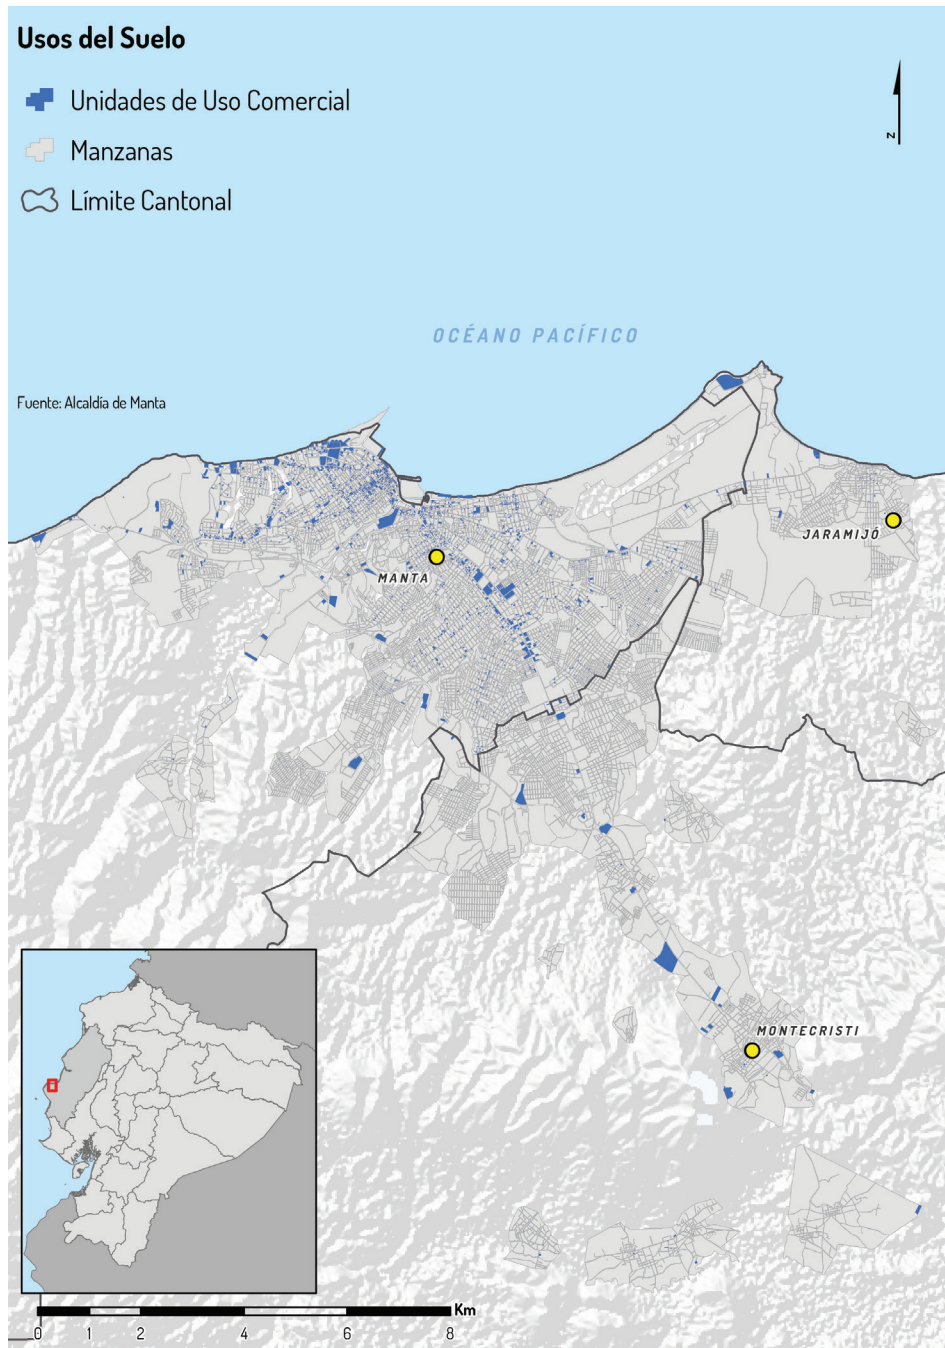 Usos del Suelo
Unidades de Uso Comercial
Manzanas
Límite Cantonal
N
OCÉANO PACÍFICO
Fuente: Alcaldía de Manta
JARAMIJÓ
MANTA
MONTECRISTI
Km
0 1 2 4 6 8